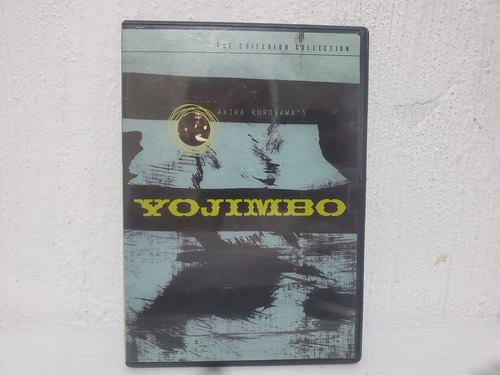 THE CRITERION COLLECTION
AKIRA KUROSAWA'S
YOJIMBO